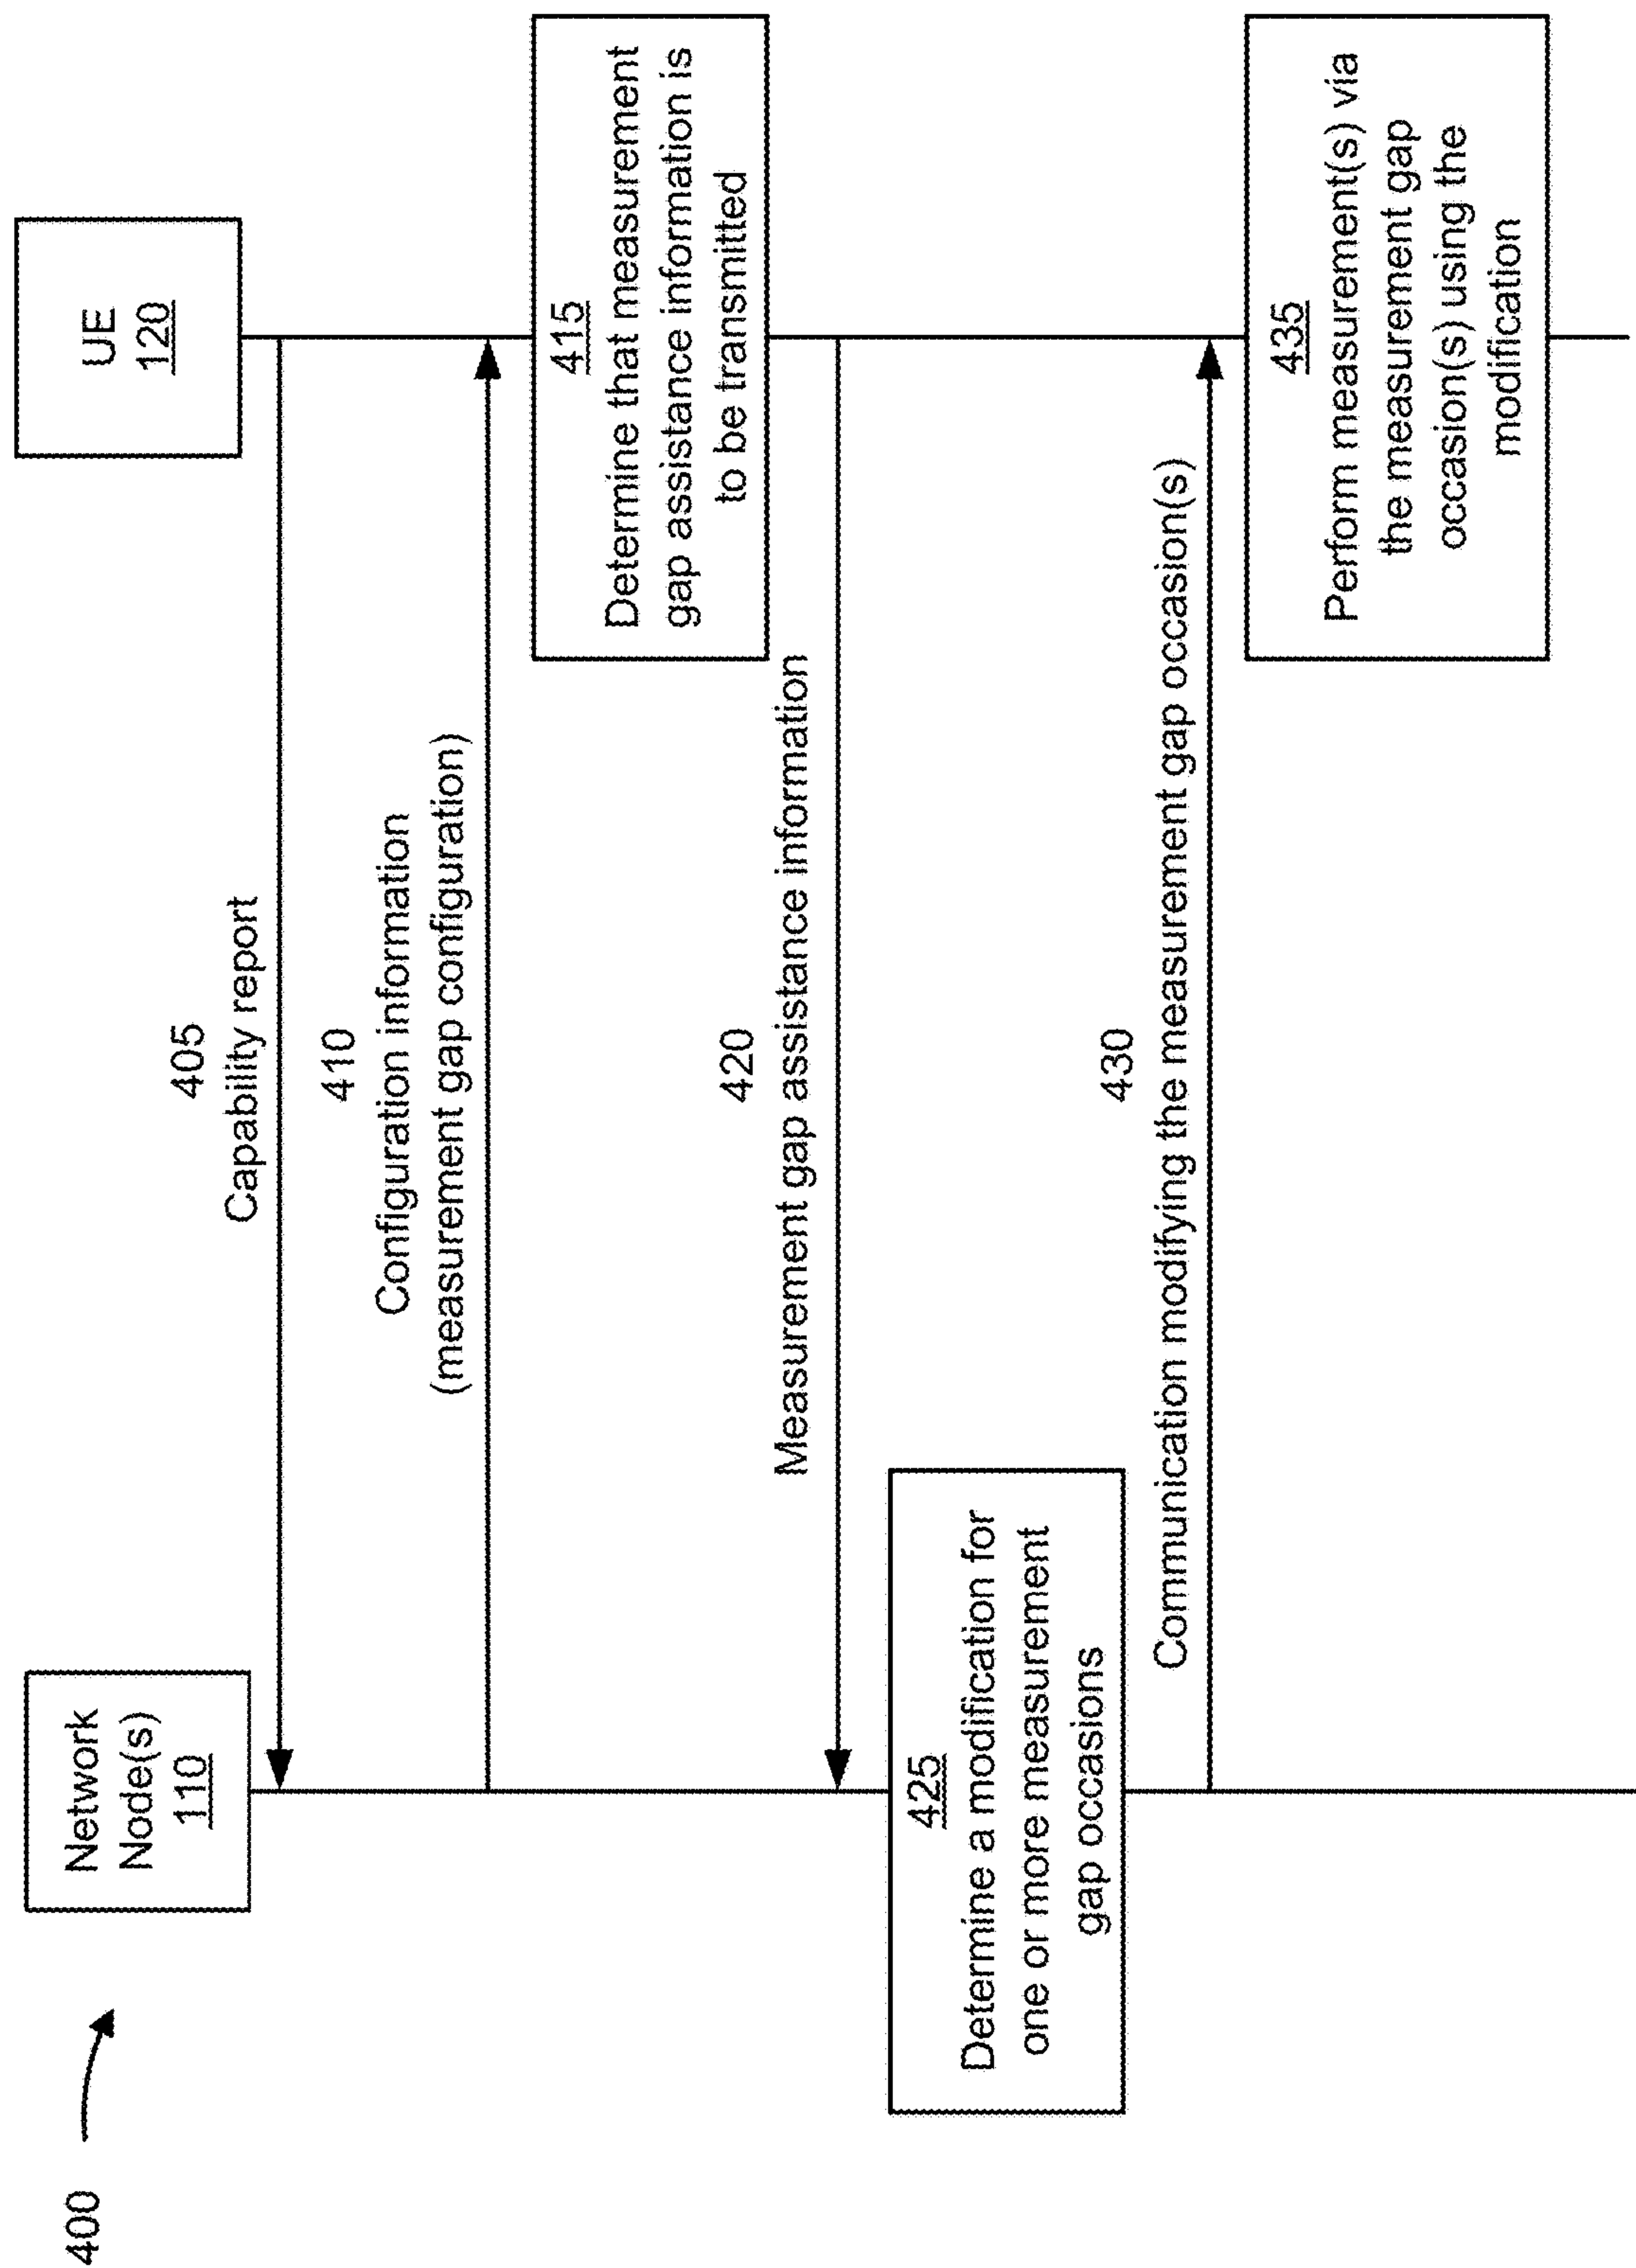 400
Network
Node(s)
110
UE
120
405
Capability report
410
Configuration information
(measurement gap configuration)
415
Determine that measurement
gap assistance information is
to be transmitted
420
Measurement gap assistance information
425
Determine a modification for
one or more measurement
gap occasions
430
Communication modifying the measurement gap occasion(s)
435
Perform measurement(s) via
the measurement gap
occasion(s) using the
modification